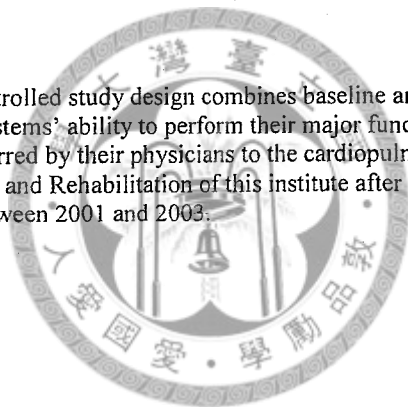 trolled study design combines baseline an
stems' ability to perform their major func
rred by their physicians to the cardiopulm
and Rehabilitation of this institute after
ween 2001 and 2003.
灣臺大
敦品勵學・愛國愛人